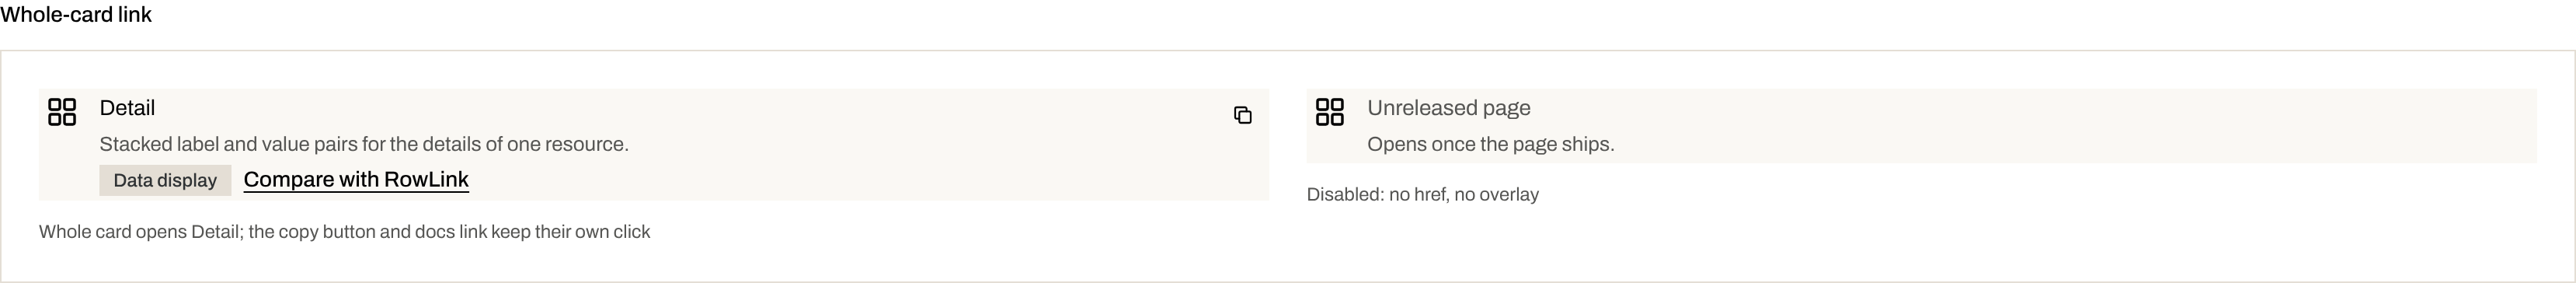 Whole-card link
Detail
Stacked label and value pairs for the details of one resource.
Data display
Compare with RowLink
Whole card opens Detail; the copy button and docs link keep their own click
Unreleased page
Opens once the page ships.
Disabled: no href, no overlay